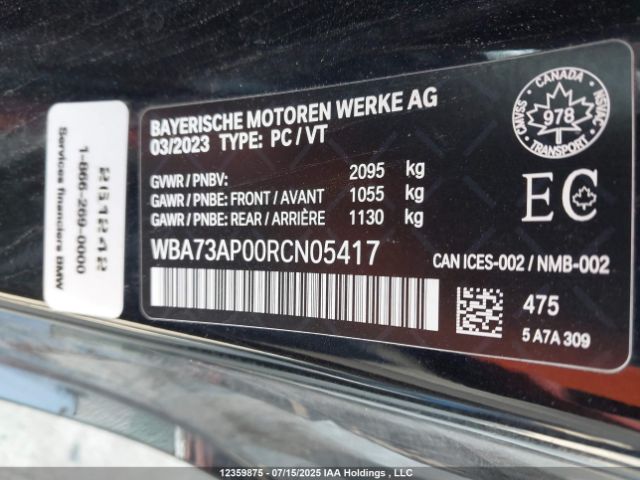 BAYERISCHE MOTOREN WERKE AG
03/2023 TYPE: PC / VT
GVWR / PNBV: 2095 kg
GAWR / PNBE: FRONT / AVANT 1055 kg
GAWR / PNBE: REAR / ARRIÈRE 1130 kg
WBA73AP00RCN05417
CAN ICES-002 / NMB-002
475
5 A7A 309
CANADA
CMVSS
NSVAC
978
EC
Services financiers BMW
1-866-269-0000
12359875 - 07/15/2025 IAA Holdings , LLC